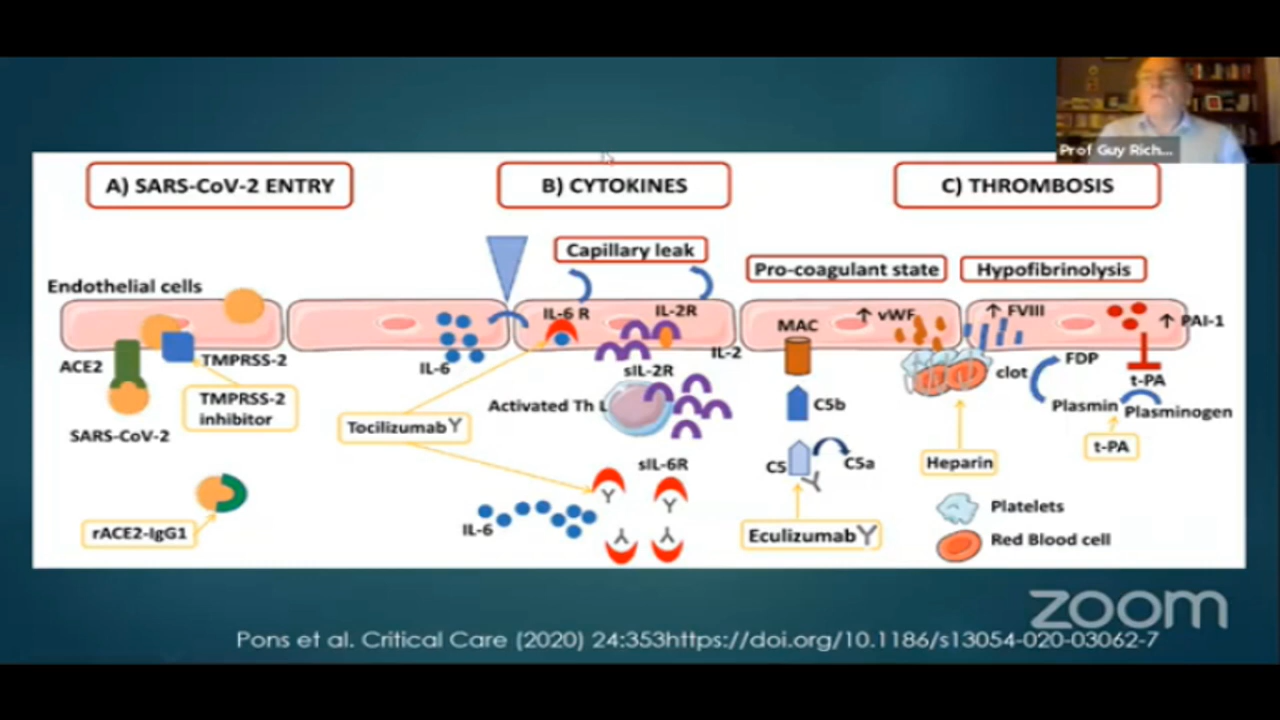 Prof Guy Rich...
A) SARS-CoV-2 ENTRY
B) CYTOKINES
C) THROMBOSIS
Capillary leak
Pro-coagulant state
Hypofibrinolysis
Endothelial cells
IL-6 R
IL-2R
MAC
↑ vWF
↑ FVIII
↑ PAI-1
ACE2
TMPRSS-2
IL-6
IL-2
sIL-2R
clot
FDP
t-PA
TMPRSS-2
inhibitor
Activated Th L
C5b
Plasmin
Plasminogen
SARS-CoV-2
Tocilizumab
t-PA
sIL-6R
C5
C5a
Heparin
rACE2-IgG1
IL-6
Eculizumab
Platelets
Red Blood cell
zoom
Pons et al. Critical Care (2020) 24:353https://doi.org/10.1186/s13054-020-03062-7